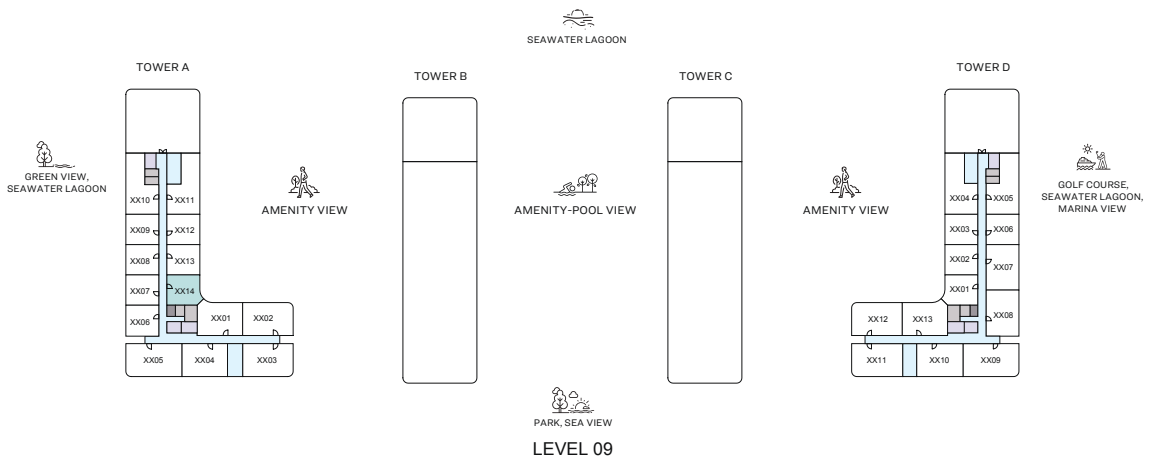 SEAWATER LAGOON
TOWER A
TOWER B
TOWER C
TOWER D
GREEN VIEW,
SEAWATER LAGOON
AMENITY VIEW
AMENITY-POOL VIEW
AMENITY VIEW
GOLF COURSE,
SEAWATER LAGOON,
MARINA VIEW
XX10 XX11
XX09 XX12
XX08 XX13
XX07 XX14
XX06 XX01 XX02
XX05 XX04 XX03
XX04 XX05
XX03 XX06
XX02 XX07
XX01
XX12 XX13 XX08
XX11 XX10 XX09
PARK, SEA VIEW
LEVEL 09